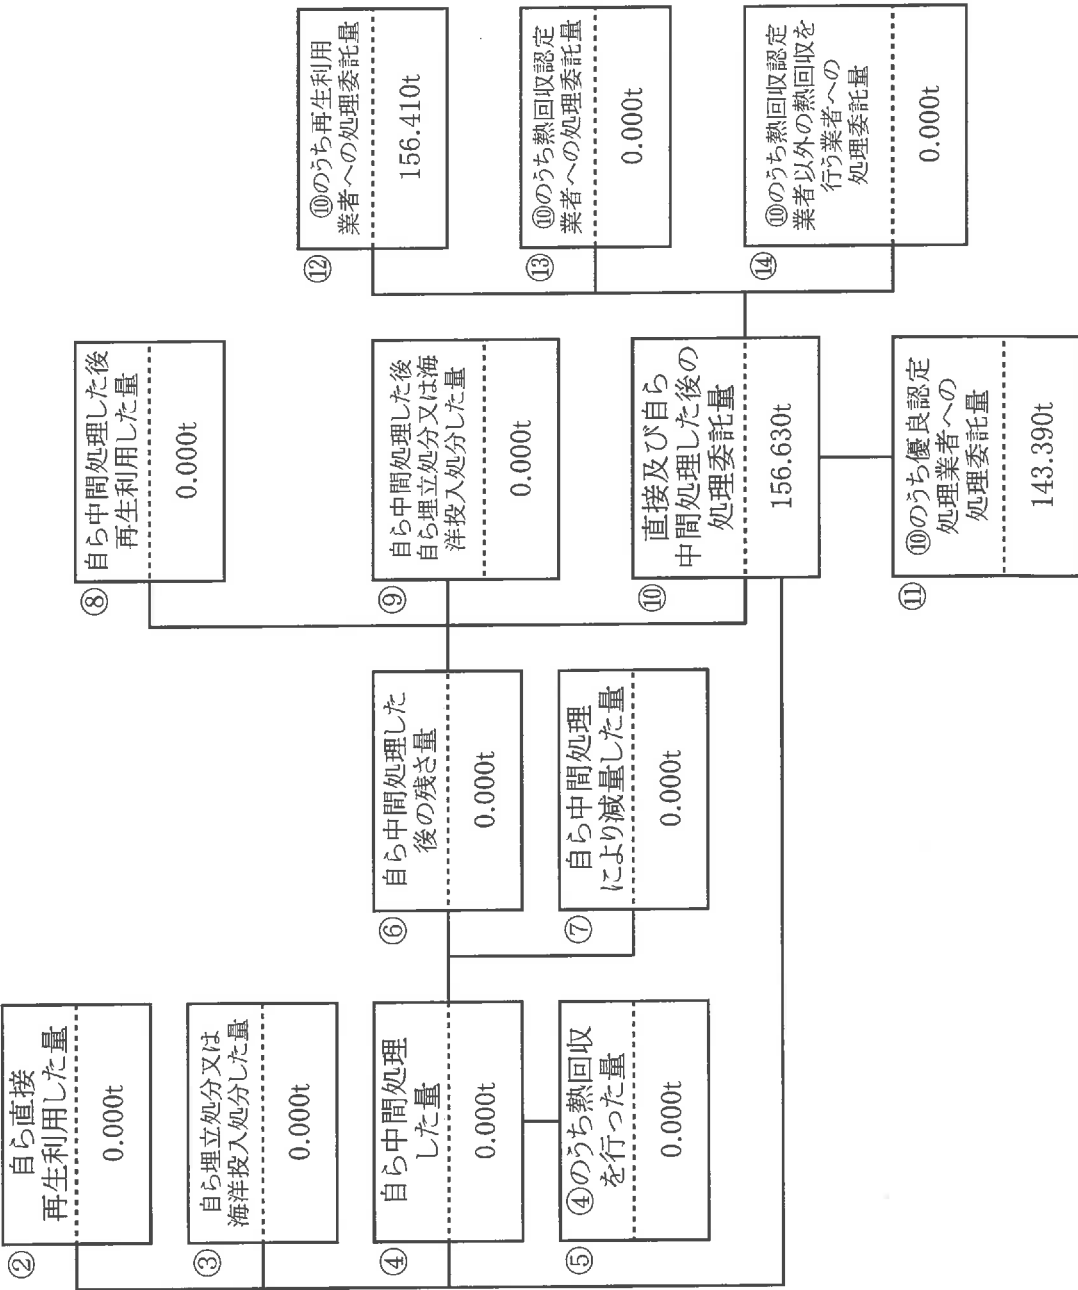 ②
自ら直接
再生利用した量
0.000t
③
自ら埋立処分又は
海洋投入処分した量
0.000t
④
自ら中間処理
した量
0.000t
⑤
④のうち熱回収
を行った量
0.000t
⑥
自ら中間処理した
後の残さ量
0.000t
⑦
自ら中間処理
により減量した量
0.000t
⑧
自ら中間処理した後
再生利用した量
0.000t
⑨
自ら中間処理した後
自ら埋立処分又は海
洋投入処分した量
0.000t
⑩
直接及び自ら
中間処理した後の
処理委託量
156.630t
⑪
⑩のうち優良認定
処理業者への
処理委託量
143.390t
⑫
⑩のうち再生利用
業者への処理委託量
156.410t
⑬
⑩のうち熱回収認定
業者への処理委託量
0.000t
⑭
⑩のうち熱回収認定
業者以外の熱回収を
行う業者への
処理委託量
0.000t